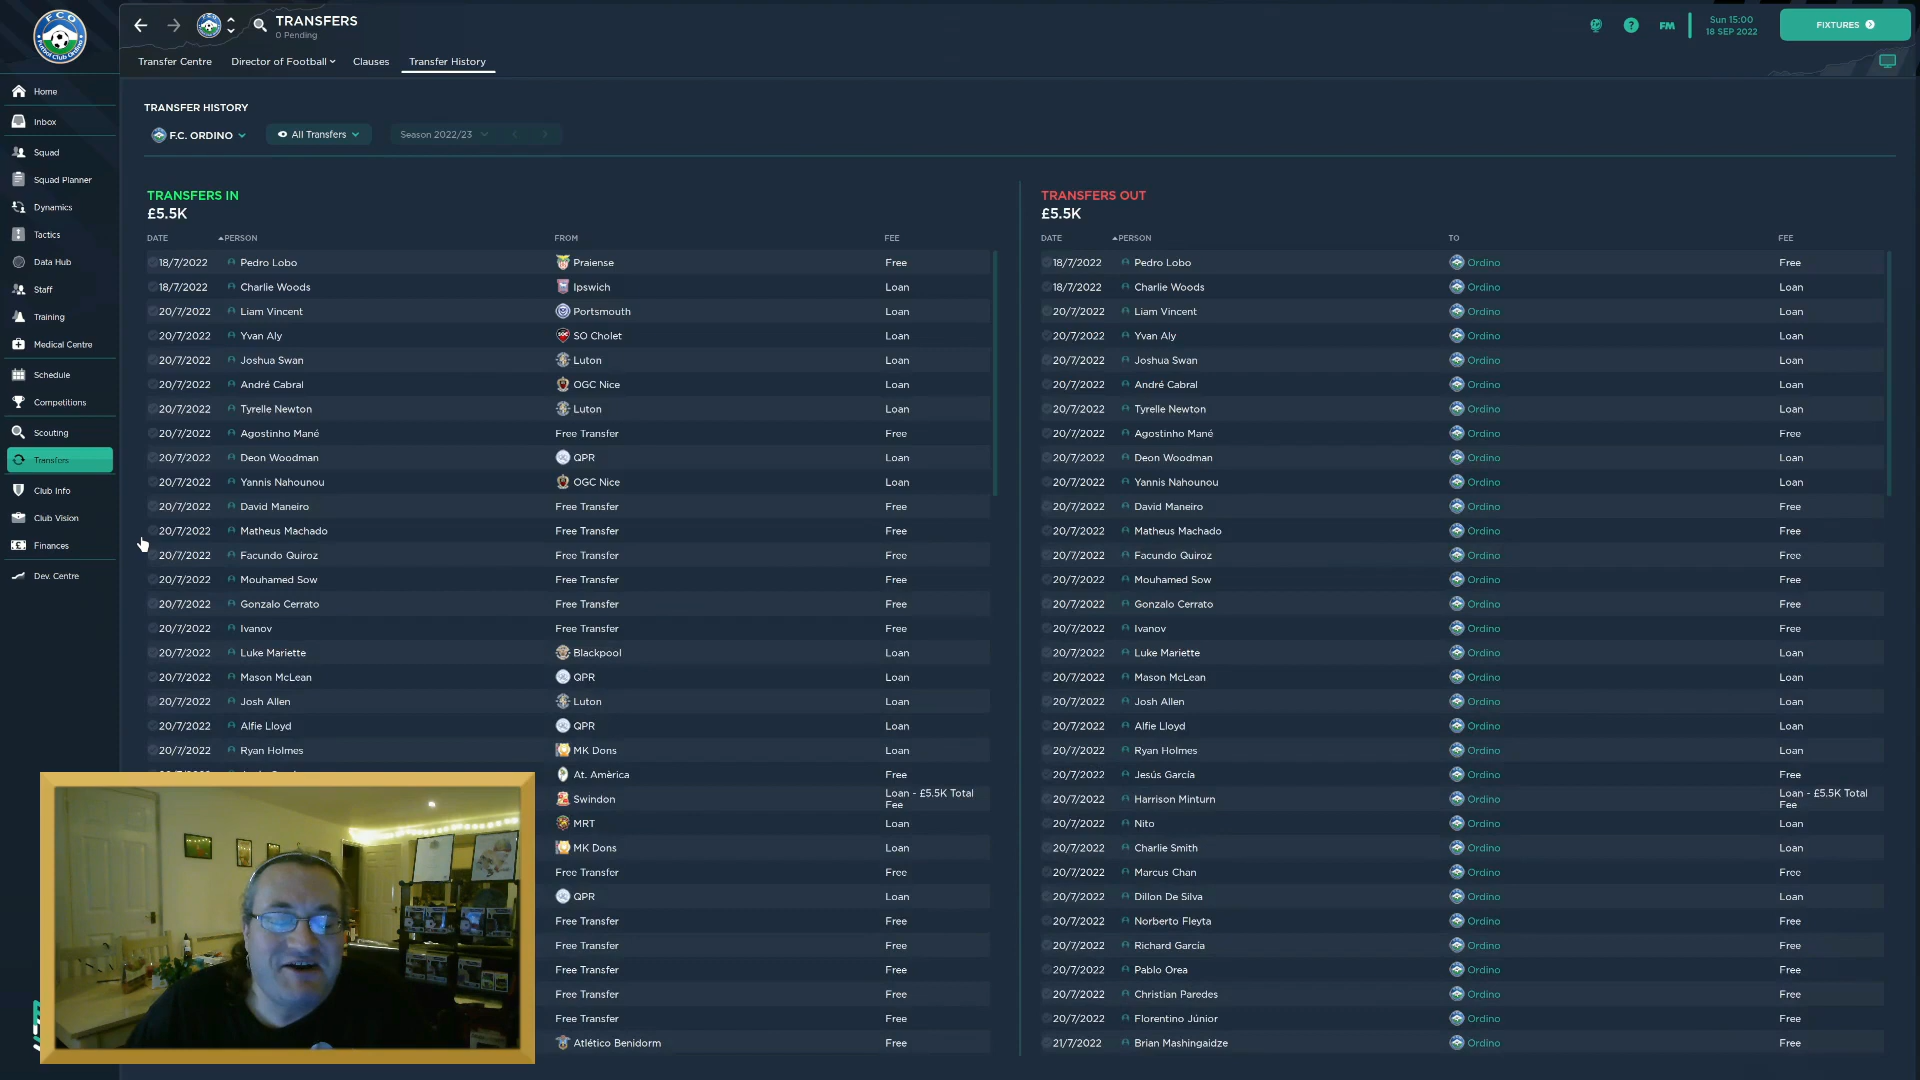 TRANSFERS
0 Pending
FM
Sun 15:00
18 SEP 2022
FIXTURES
Transfer Centre
Director of Football
Clauses
Transfer History
Home
Inbox
Squad
Squad Planner
Dynamics
Tactics
Data Hub
Staff
Training
Medical Centre
Schedule
Competitions
Scouting
Transfers
Club Info
Club Vision
Finances
Dev. Centre
TRANSFER HISTORY
F.C. ORDINO
All Transfers
Season 2022/23
TRANSFERS IN
£5.5K
DATE PERSON FROM FEE
18/7/2022 Pedro Lobo Praiense Free
18/7/2022 Charlie Woods Ipswich Loan
20/7/2022 Liam Vincent Portsmouth Loan
20/7/2022 Yvan Aly SO Cholet Loan
20/7/2022 Joshua Swan Luton Loan
20/7/2022 André Cabral OGC Nice Loan
20/7/2022 Tyrelle Newton Luton Loan
20/7/2022 Agostinho Mané Free Transfer Free
20/7/2022 Deon Woodman QPR Loan
20/7/2022 Yannis Nahounou OGC Nice Loan
20/7/2022 David Maneiro Free Transfer Free
20/7/2022 Matheus Machado Free Transfer Free
20/7/2022 Facundo Quiroz Free Transfer Free
20/7/2022 Mouhamed Sow Free Transfer Free
20/7/2022 Gonzalo Cerrato Free Transfer Free
20/7/2022 Ivanov Free Transfer Free
20/7/2022 Luke Mariette Blackpool Loan
20/7/2022 Mason McLean QPR Loan
20/7/2022 Josh Allen Luton Loan
20/7/2022 Alfie Lloyd QPR Loan
20/7/2022 Ryan Holmes MK Dons Loan
At. Amèrica Free
Swindon Loan - £5.5K Total Fee
MRT Loan
MK Dons Loan
Free Transfer Free
QPR Loan
Free Transfer Free
Free Transfer Free
Free Transfer Free
Free Transfer Free
Free Transfer Free
Atlético Benidorm Free
TRANSFERS OUT
£5.5K
DATE PERSON TO FEE
18/7/2022 Pedro Lobo Ordino Free
18/7/2022 Charlie Woods Ordino Loan
20/7/2022 Liam Vincent Ordino Loan
20/7/2022 Yvan Aly Ordino Loan
20/7/2022 Joshua Swan Ordino Loan
20/7/2022 André Cabral Ordino Loan
20/7/2022 Tyrelle Newton Ordino Loan
20/7/2022 Agostinho Mané Ordino Free
20/7/2022 Deon Woodman Ordino Loan
20/7/2022 Yannis Nahounou Ordino Loan
20/7/2022 David Maneiro Ordino Free
20/7/2022 Matheus Machado Ordino Free
20/7/2022 Facundo Quiroz Ordino Free
20/7/2022 Mouhamed Sow Ordino Free
20/7/2022 Gonzalo Cerrato Ordino Free
20/7/2022 Ivanov Ordino Free
20/7/2022 Luke Mariette Ordino Loan
20/7/2022 Mason McLean Ordino Loan
20/7/2022 Josh Allen Ordino Loan
20/7/2022 Alfie Lloyd Ordino Loan
20/7/2022 Ryan Holmes Ordino Loan
20/7/2022 Jesús García Ordino Free
20/7/2022 Harrison Minturn Ordino Loan - £5.5K Total Fee
20/7/2022 Nito Ordino Loan
20/7/2022 Charlie Smith Ordino Loan
20/7/2022 Marcus Chan Ordino Free
20/7/2022 Dillon De Silva Ordino Loan
20/7/2022 Norberto Fleyta Ordino Free
20/7/2022 Richard García Ordino Free
20/7/2022 Pablo Orea Ordino Free
20/7/2022 Christian Paredes Ordino Free
20/7/2022 Florentino Júnior Ordino Free
21/7/2022 Brian Mashingaidze Ordino Free